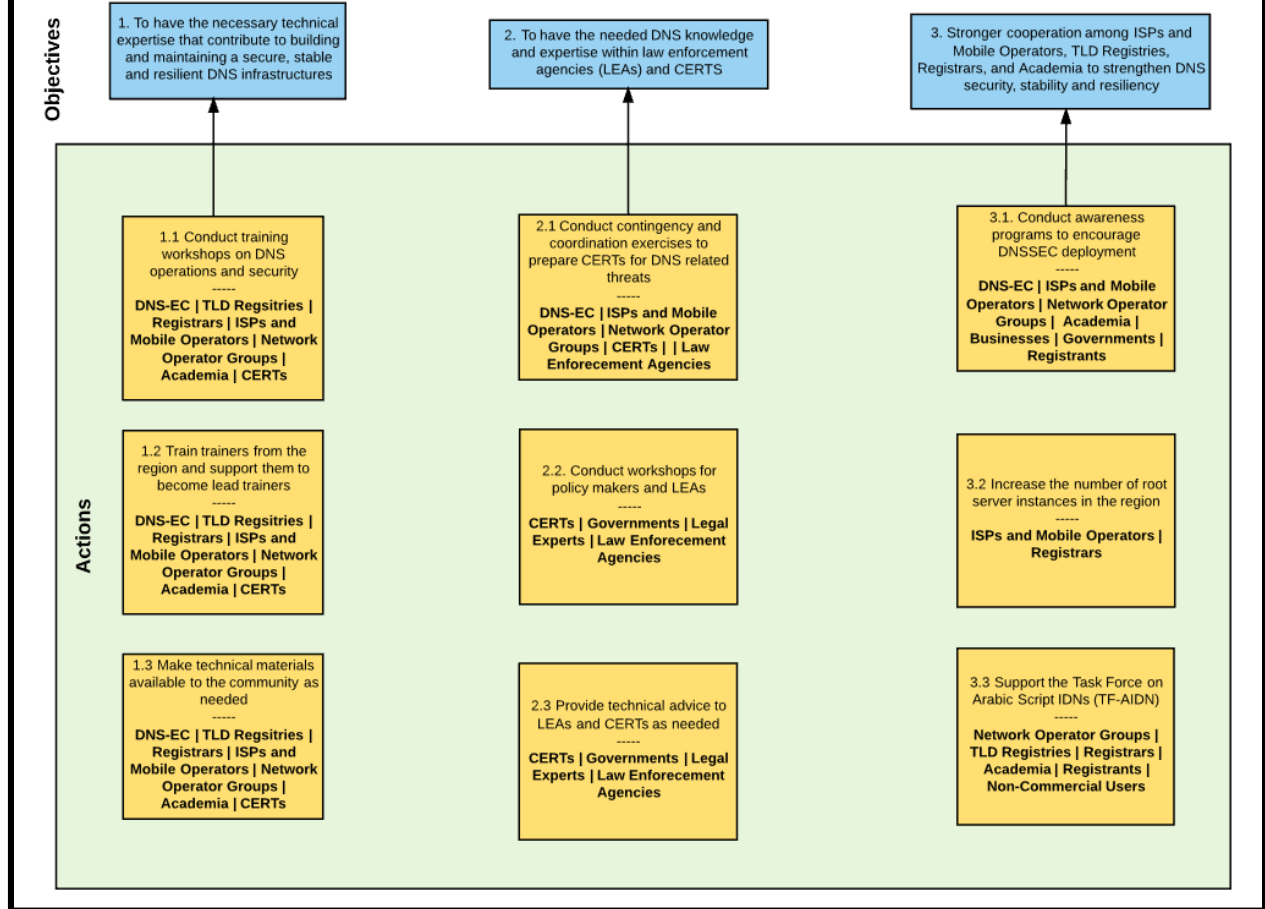 Objectives
1. To have the necessary technical
expertise that contribute to building
and maintaining a secure, stable
and resilient DNS infrastructures
2. To have the needed DNS knowledge
and expertise within law enforcement
agencies (LEAs) and CERTS
3. Stronger cooperation among ISPs and
Mobile Operators, TLD Registries,
Registrars, and Academia to strengthen DNS
security, stability and resiliency
Actions
1.1 Conduct training
workshops on DNS
operations and security
-----
DNS-EC | TLD Regsitries |
Registrars | ISPs and
Mobile Operators | Network
Operator Groups |
Academia | CERTs
2.1 Conduct contingency and
coordination exercises to
prepare CERTs for DNS related
threats
-----
DNS-EC | ISPs and Mobile
Operators | Network Operator
Groups | CERTs | | Law
Enforecement Agencies
3.1. Conduct awareness
programs to encourage
DNSSEC deployment
-----
DNS-EC | ISPs and Mobile
Operators | Network Operator
Groups | Academia |
Businesses | Governments |
Registrants
1.2 Train trainers from the
region and support them to
become lead trainers
-----
DNS-EC | TLD Regsitries |
Registrars | ISPs and
Mobile Operators | Network
Operator Groups |
Academia | CERTs
2.2. Conduct workshops for
policy makers and LEAs
-----
CERTs | Governments | Legal
Experts | Law Enforecement
Agencies
3.2 Increase the number of root
server instances in the region
-----
ISPs and Mobile Operators |
Registrars
1.3 Make technical materials
available to the community as
needed
-----
DNS-EC | TLD Regsitries |
Registrars | ISPs and
Mobile Operators | Network
Operator Groups |
Academia | CERTs
2.3 Provide technical advice to
LEAs and CERTs as needed
-----
CERTs | Governments | Legal
Experts | Law Enforecement
Agencies
3.3 Support the Task Force on
Arabic Script IDNs (TF-AIDN)
-----
Network Operator Groups |
TLD Registries | Registrars |
Academia | Registrants |
Non-Commercial Users